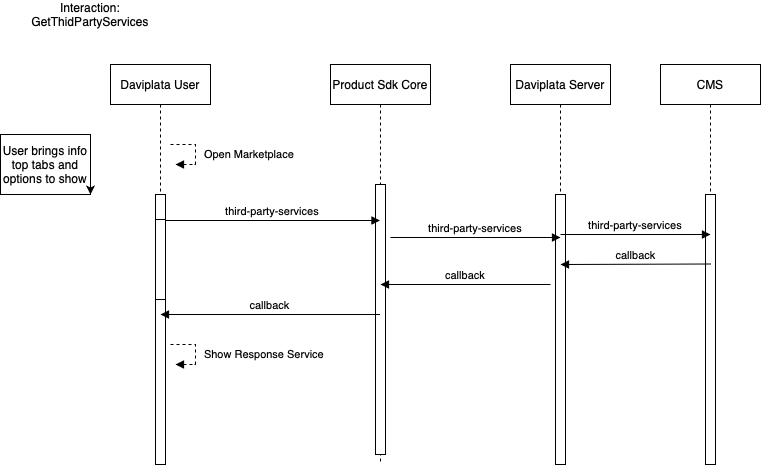 Interaction:
GetThidPartyServices
Daviplata User
Product Sdk Core
Daviplata Server
CMS
User brings info
top tabs and
options to show
Open Marketplace
third-party-services
third-party-services
third-party-services
callback
callback
callback
Show Response Service